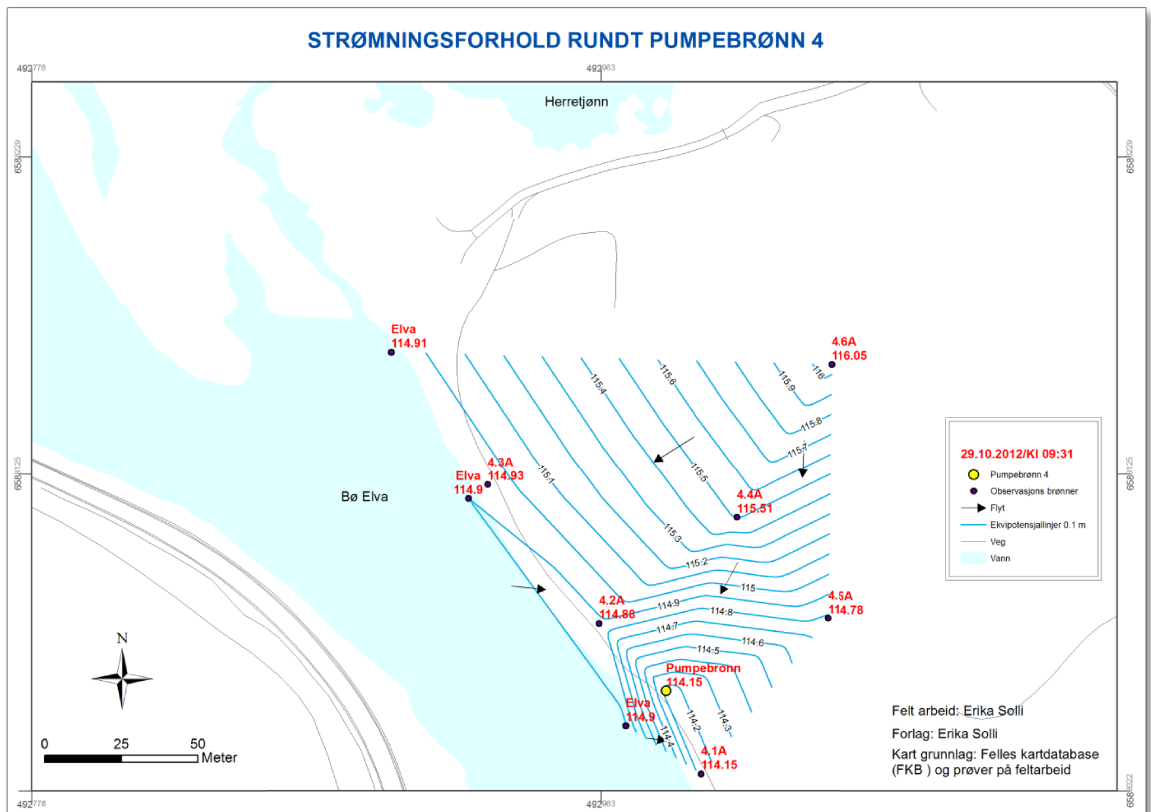 STRØMNINGSFORHOLD RUNDT PUMPEBRØNN 4
492778
492963
Herretjønn
Elva
114.91
4.6A
116.05
116
115.9
115.6
115.4
115.8
115.7
4.3A
114.93
Elva
114.9
Bø Elva
115.1
115.5
4.4A
115.51
115.3
115.2
115
4.2A
114.88
114.9
114.8
4.5A
114.78
114.7
114.6
114.5
Pumpebronn
114.15
Elva
114.9
114.2
114.3
114.4
4.1A
114.15
29.10.2012/Kl 09:31
Pumpebrønn 4
Observasjons brønner
Flyt
Ekvipotensjallinjer 0.1 m
Veg
Vann
N
0
25
50
Meter
Felt arbeid: Erika Solli
Forlag: Erika Solli
Kart grunnlag: Felles kartdatabase
(FKB ) og prøver på feltarbeid
492778
492963